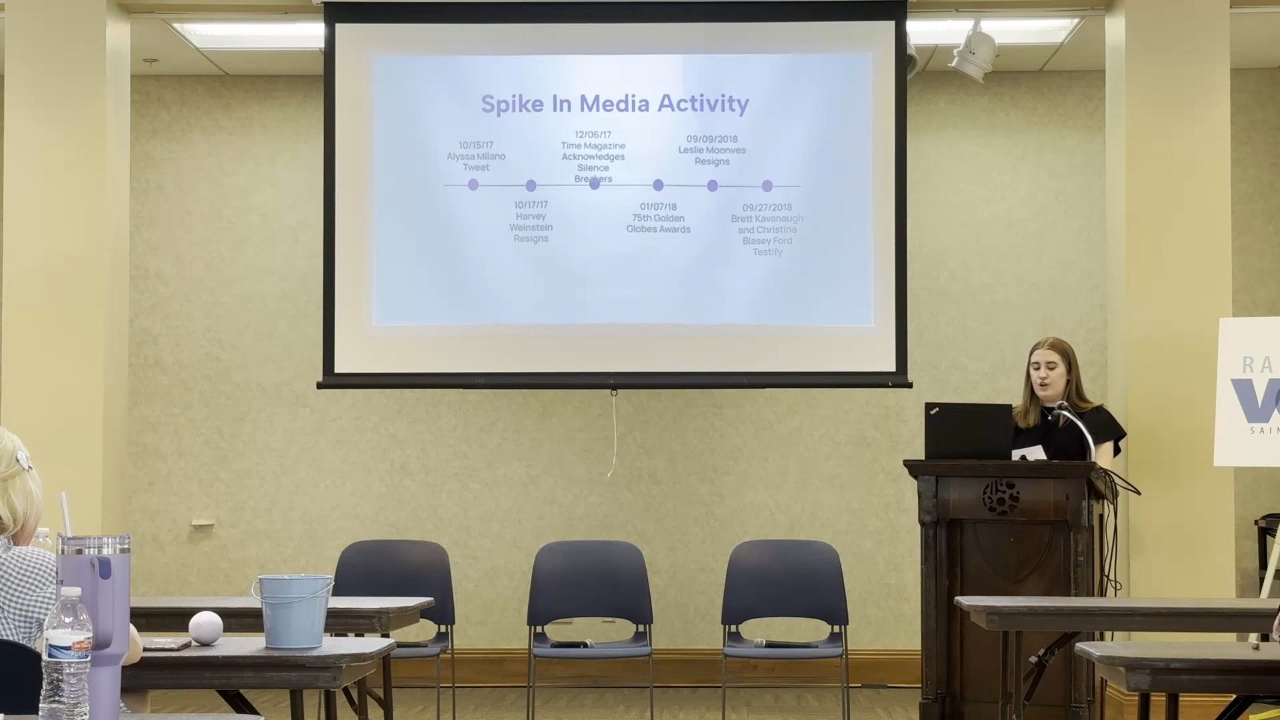 Spike In Media Activity
10/15/17
Alyssa Milano
Tweet
10/17/17
Harvey
Weinstein
Resigns
12/06/17
Time Magazine
Acknowledges
Silence
Breakers
01/07/18
75th Golden
Globes Awards
09/09/2018
Leslie Moonves
Resigns
09/27/2018
Brett Kavanaugh
and Christine
Blasey Ford
Testify
RA
SAIN